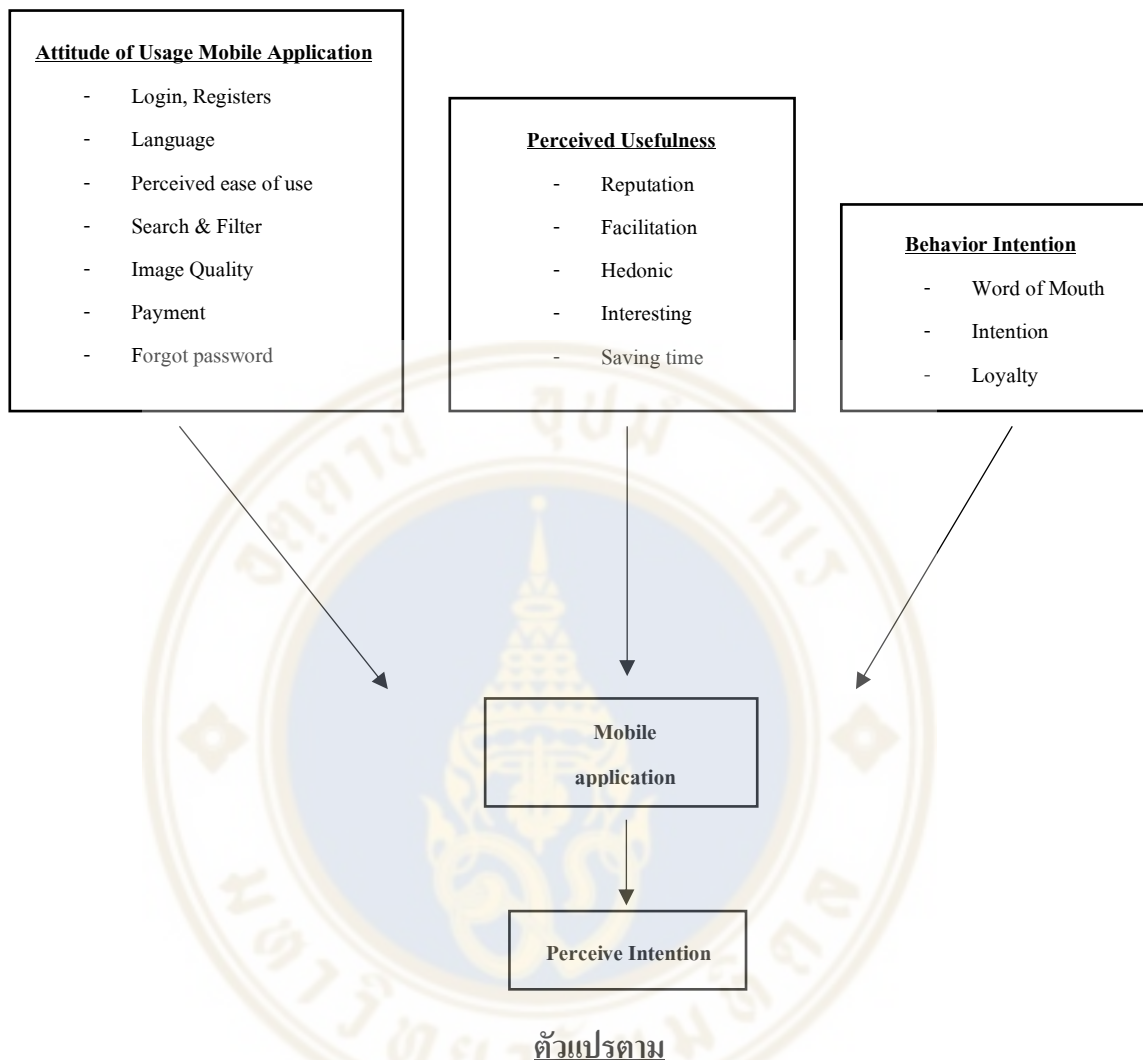 Attitude of Usage Mobile Application
- Login, Registers
- Language
- Perceived ease of use
- Search & Filter
- Image Quality
- Payment
- Forgot password
Perceived Usefulness
- Reputation
- Facilitation
- Hedonic
- Interesting
- Saving time
Behavior Intention
- Word of Mouth
- Intention
- Loyalty
Mobile
application
Perceive Intention
ตัวแปรตาม